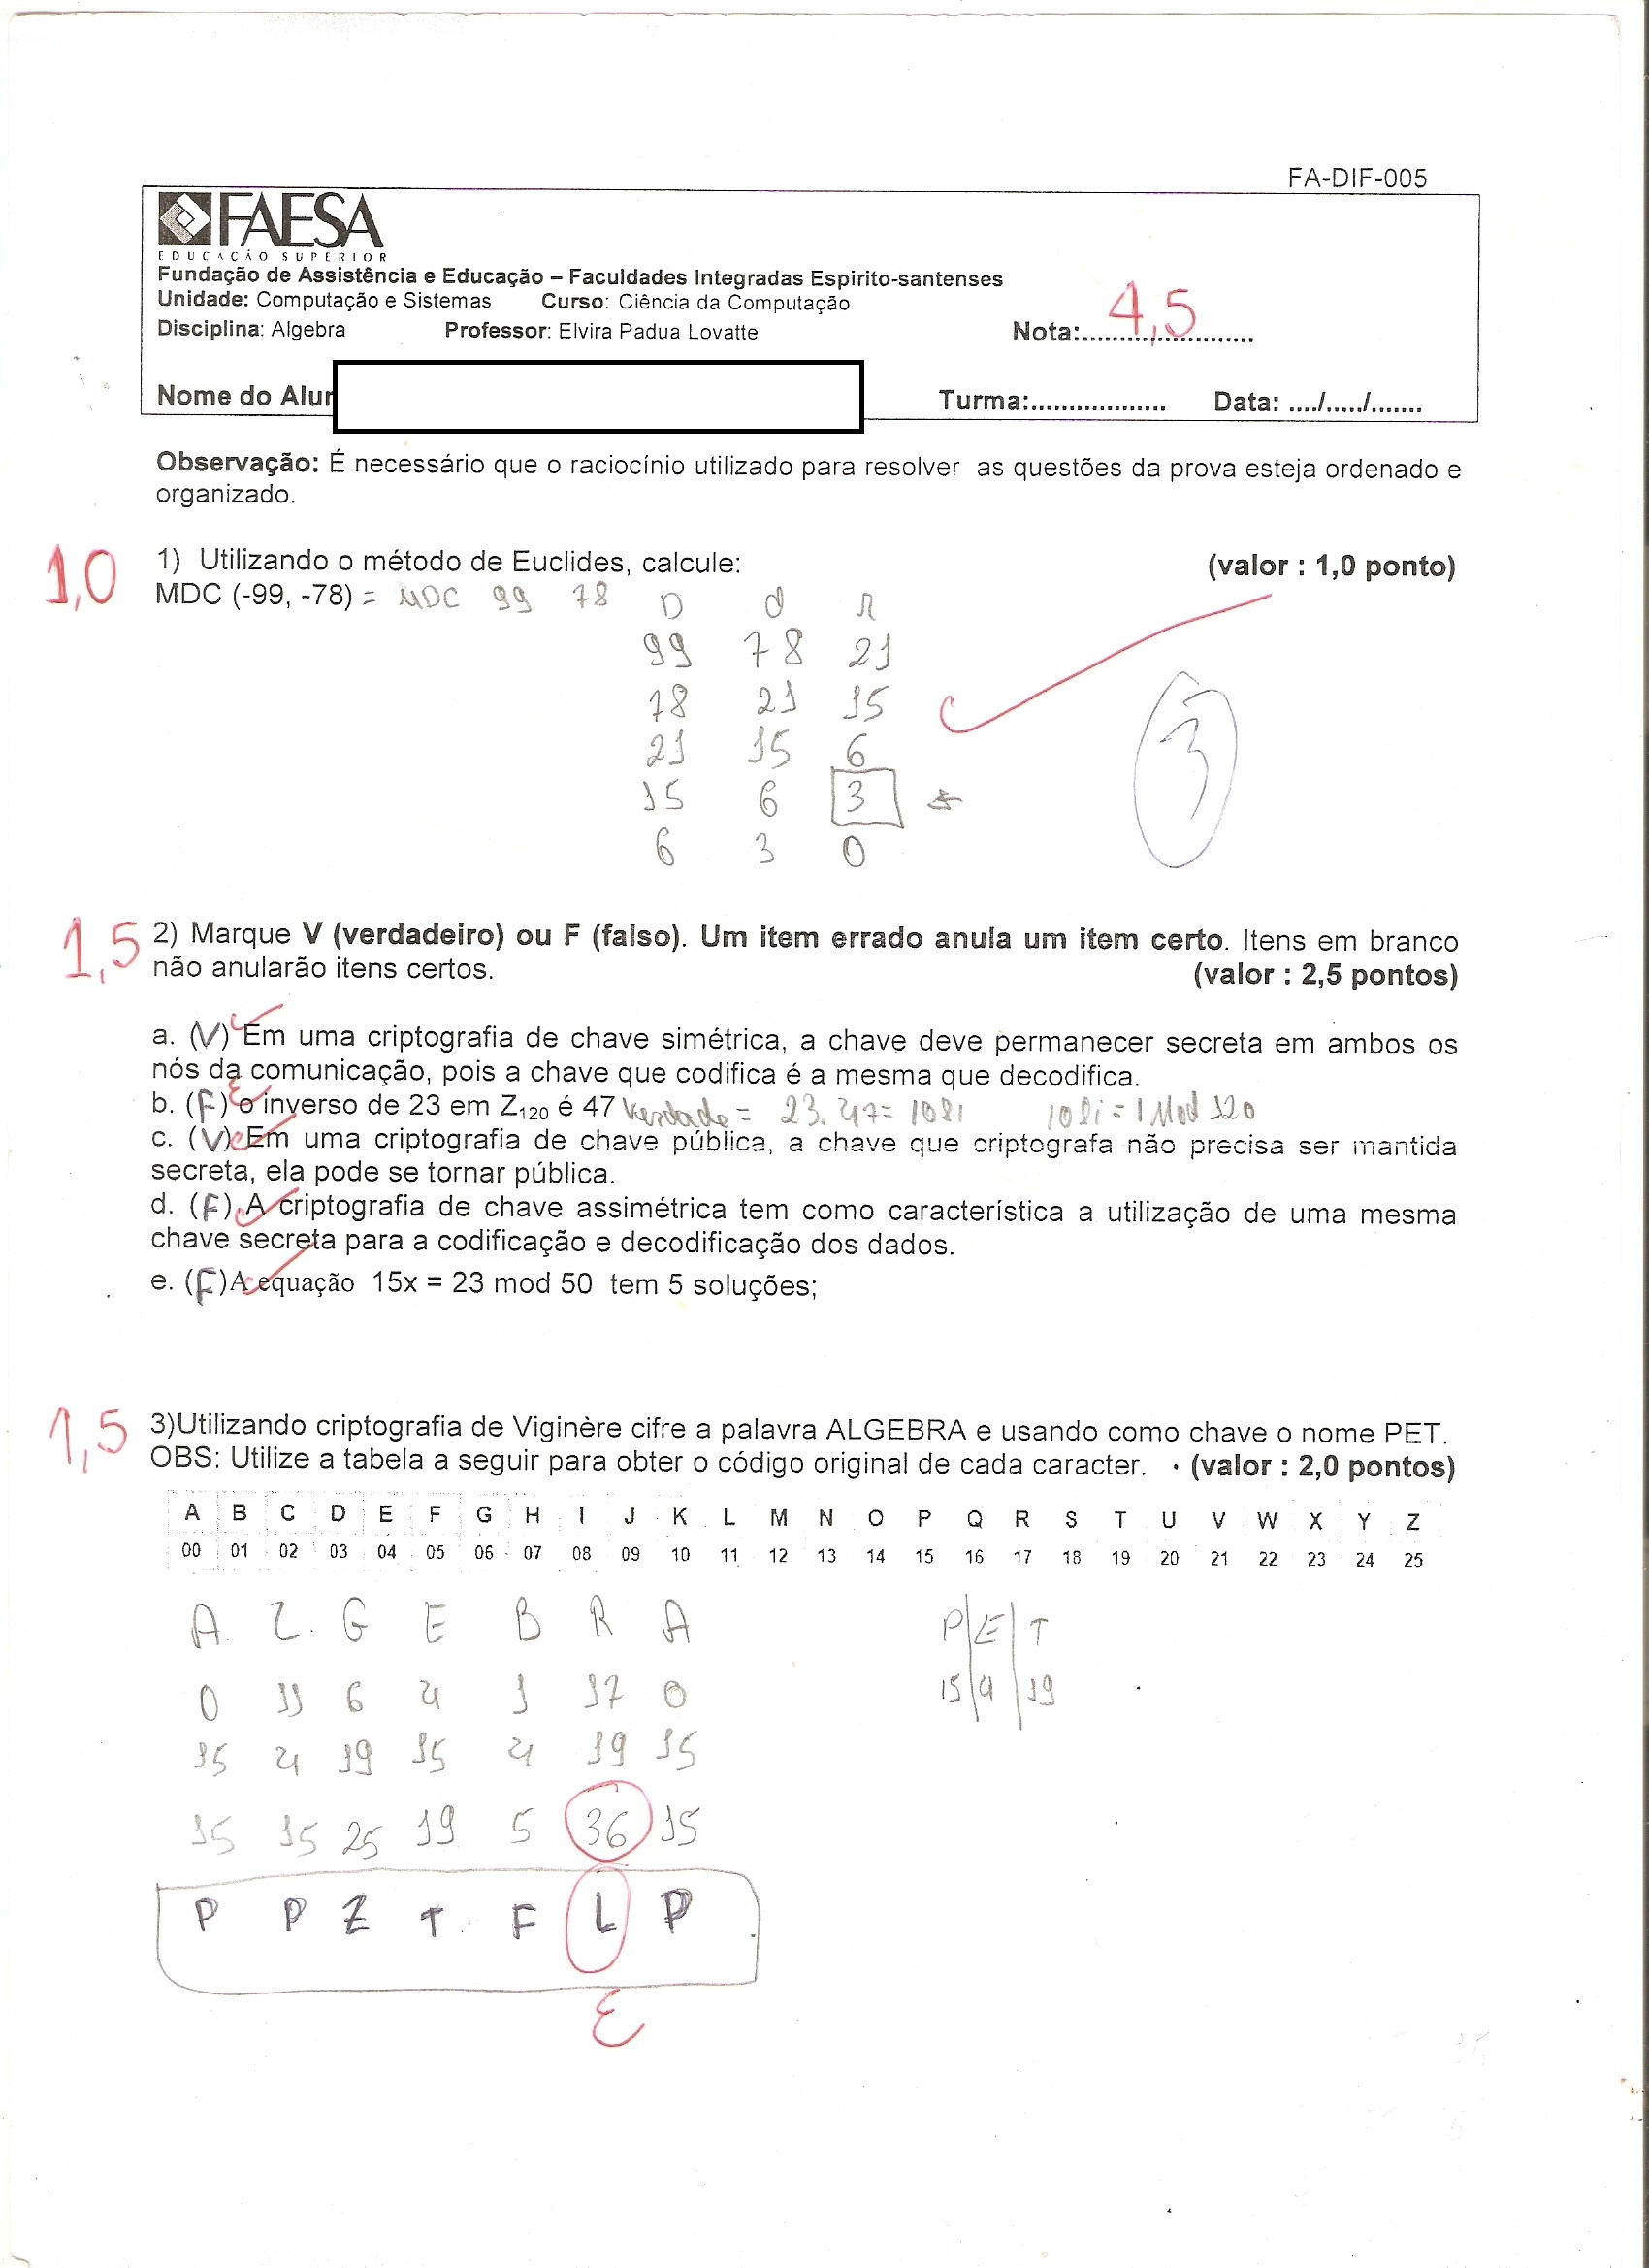 FA-DIF-005
FAESA
EDUCAÇÃO SUPERIOR
Fundação de Assistência e Educação – Faculdades Integradas Espirito-santenses
Unidade: Computação e Sistemas Curso: Ciência da Computação
Disciplina: Algebra Professor: Elvira Padua Lovatte Nota:....................... 4,5
Nome do Alun Turma:.................. Data: ..../...../.......
Observação: É necessário que o raciocínio utilizado para resolver as questões da prova esteja ordenado e
organizado.
1,0 1) Utilizando o método de Euclides, calcule: (valor : 1,0 ponto)
MDC (-99, -78) = MDC 99 78 D d r
99 78 21
78 21 15
21 15 6
15 6 3
6 3 0
3
1,5 2) Marque V (verdadeiro) ou F (falso). Um item errado anula um item certo. Itens em branco
não anularão itens certos. (valor : 2,5 pontos)
a. (V) Em uma criptografia de chave simétrica, a chave deve permanecer secreta em ambos os
nós da comunicação, pois a chave que codifica é a mesma que decodifica.
b. (F) o inverso de 23 em Z120 é 47 Verdade = 23.47=1081 1081=1 Mod 120
c. (V) Em uma criptografia de chave pública, a chave que criptografa não precisa ser mantida
secreta, ela pode se tornar pública.
d. (F) A criptografia de chave assimétrica tem como característica a utilização de uma mesma
chave secreta para a codificação e decodificação dos dados.
e. (F) A equação 15x = 23 mod 50 tem 5 soluções;
1,5 3)Utilizando criptografia de Viginère cifre a palavra ALGEBRA e usando como chave o nome PET.
OBS: Utilize a tabela a seguir para obter o código original de cada caracter. (valor : 2,0 pontos)
A B C D E F G H I J K L M N O P Q R S T U V W X Y Z
00 01 02 03 04 05 06 07 08 09 10 11 12 13 14 15 16 17 18 19 20 21 22 23 24 25
A L G E B R A P E T
0 11 6 4 1 17 0 15 4 19
15 4 19 15 4 19 15
15 15 25 19 5 36 15
P P Z T F L P